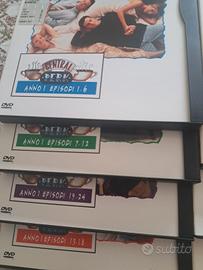 CENTRAL
PERK
ANNO 1 EPISODI 1-6
DVD
ANNO 1 EPISODI 7-12
DVD
ANNO 1 EPISODI 19-24
DVD
ANNO 1 EPISODI 13-18
DVD
subito